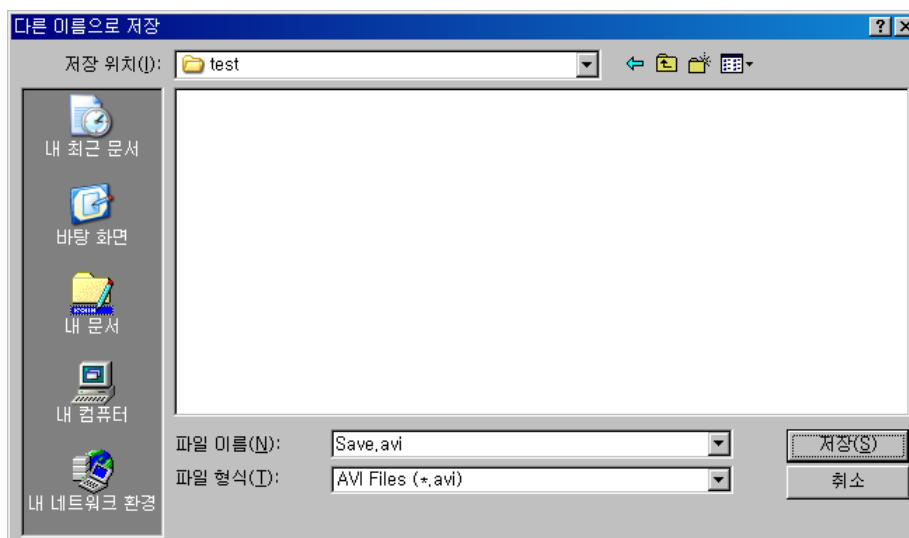 다른 이름으로 저장
저장 위치(I): test
내 최근 문서
바탕 화면
내 문서
내 컴퓨터
내 네트워크 환경
파일 이름(N): Save.avi 저장(S)
파일 형식(T): AVI Files (*.avi) 취소